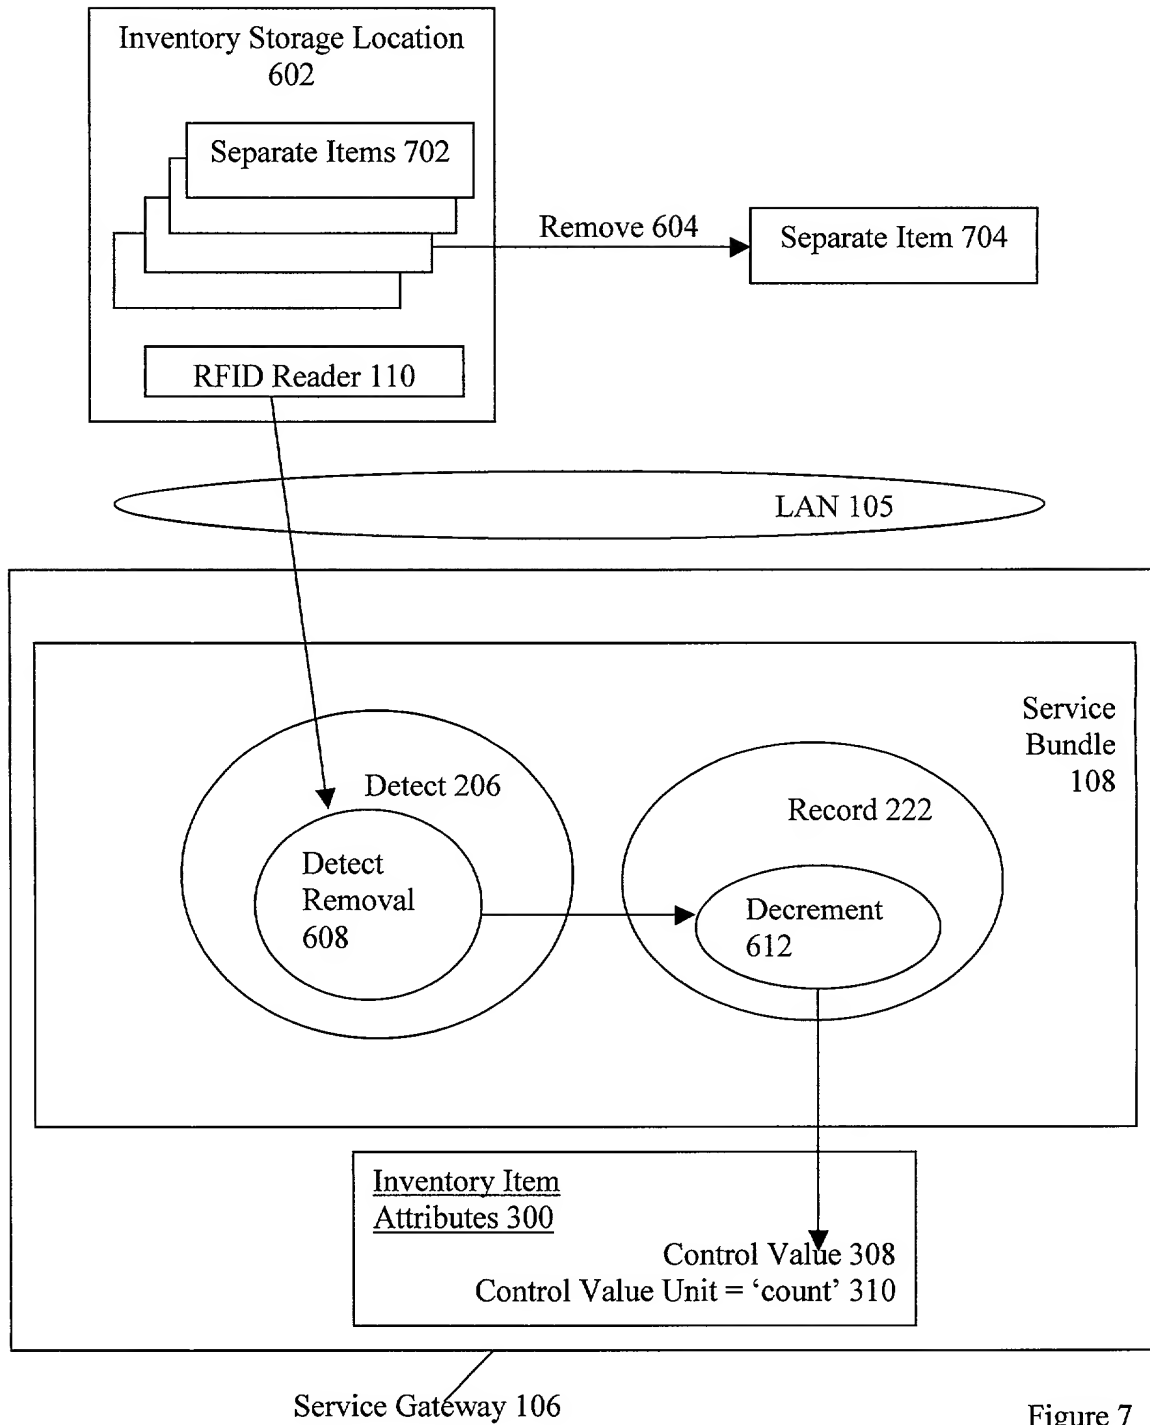 Inventory Storage Location
602
Separate Items 702
Remove 604
Separate Item 704
RFID Reader 110
LAN 105
Service
Bundle
108
Detect 206
Record 222
Detect
Removal
608
Decrement
612
Inventory Item
Attributes 300
Control Value 308
Control Value Unit = ‘count’ 310
Service Gateway 106
Figure 7